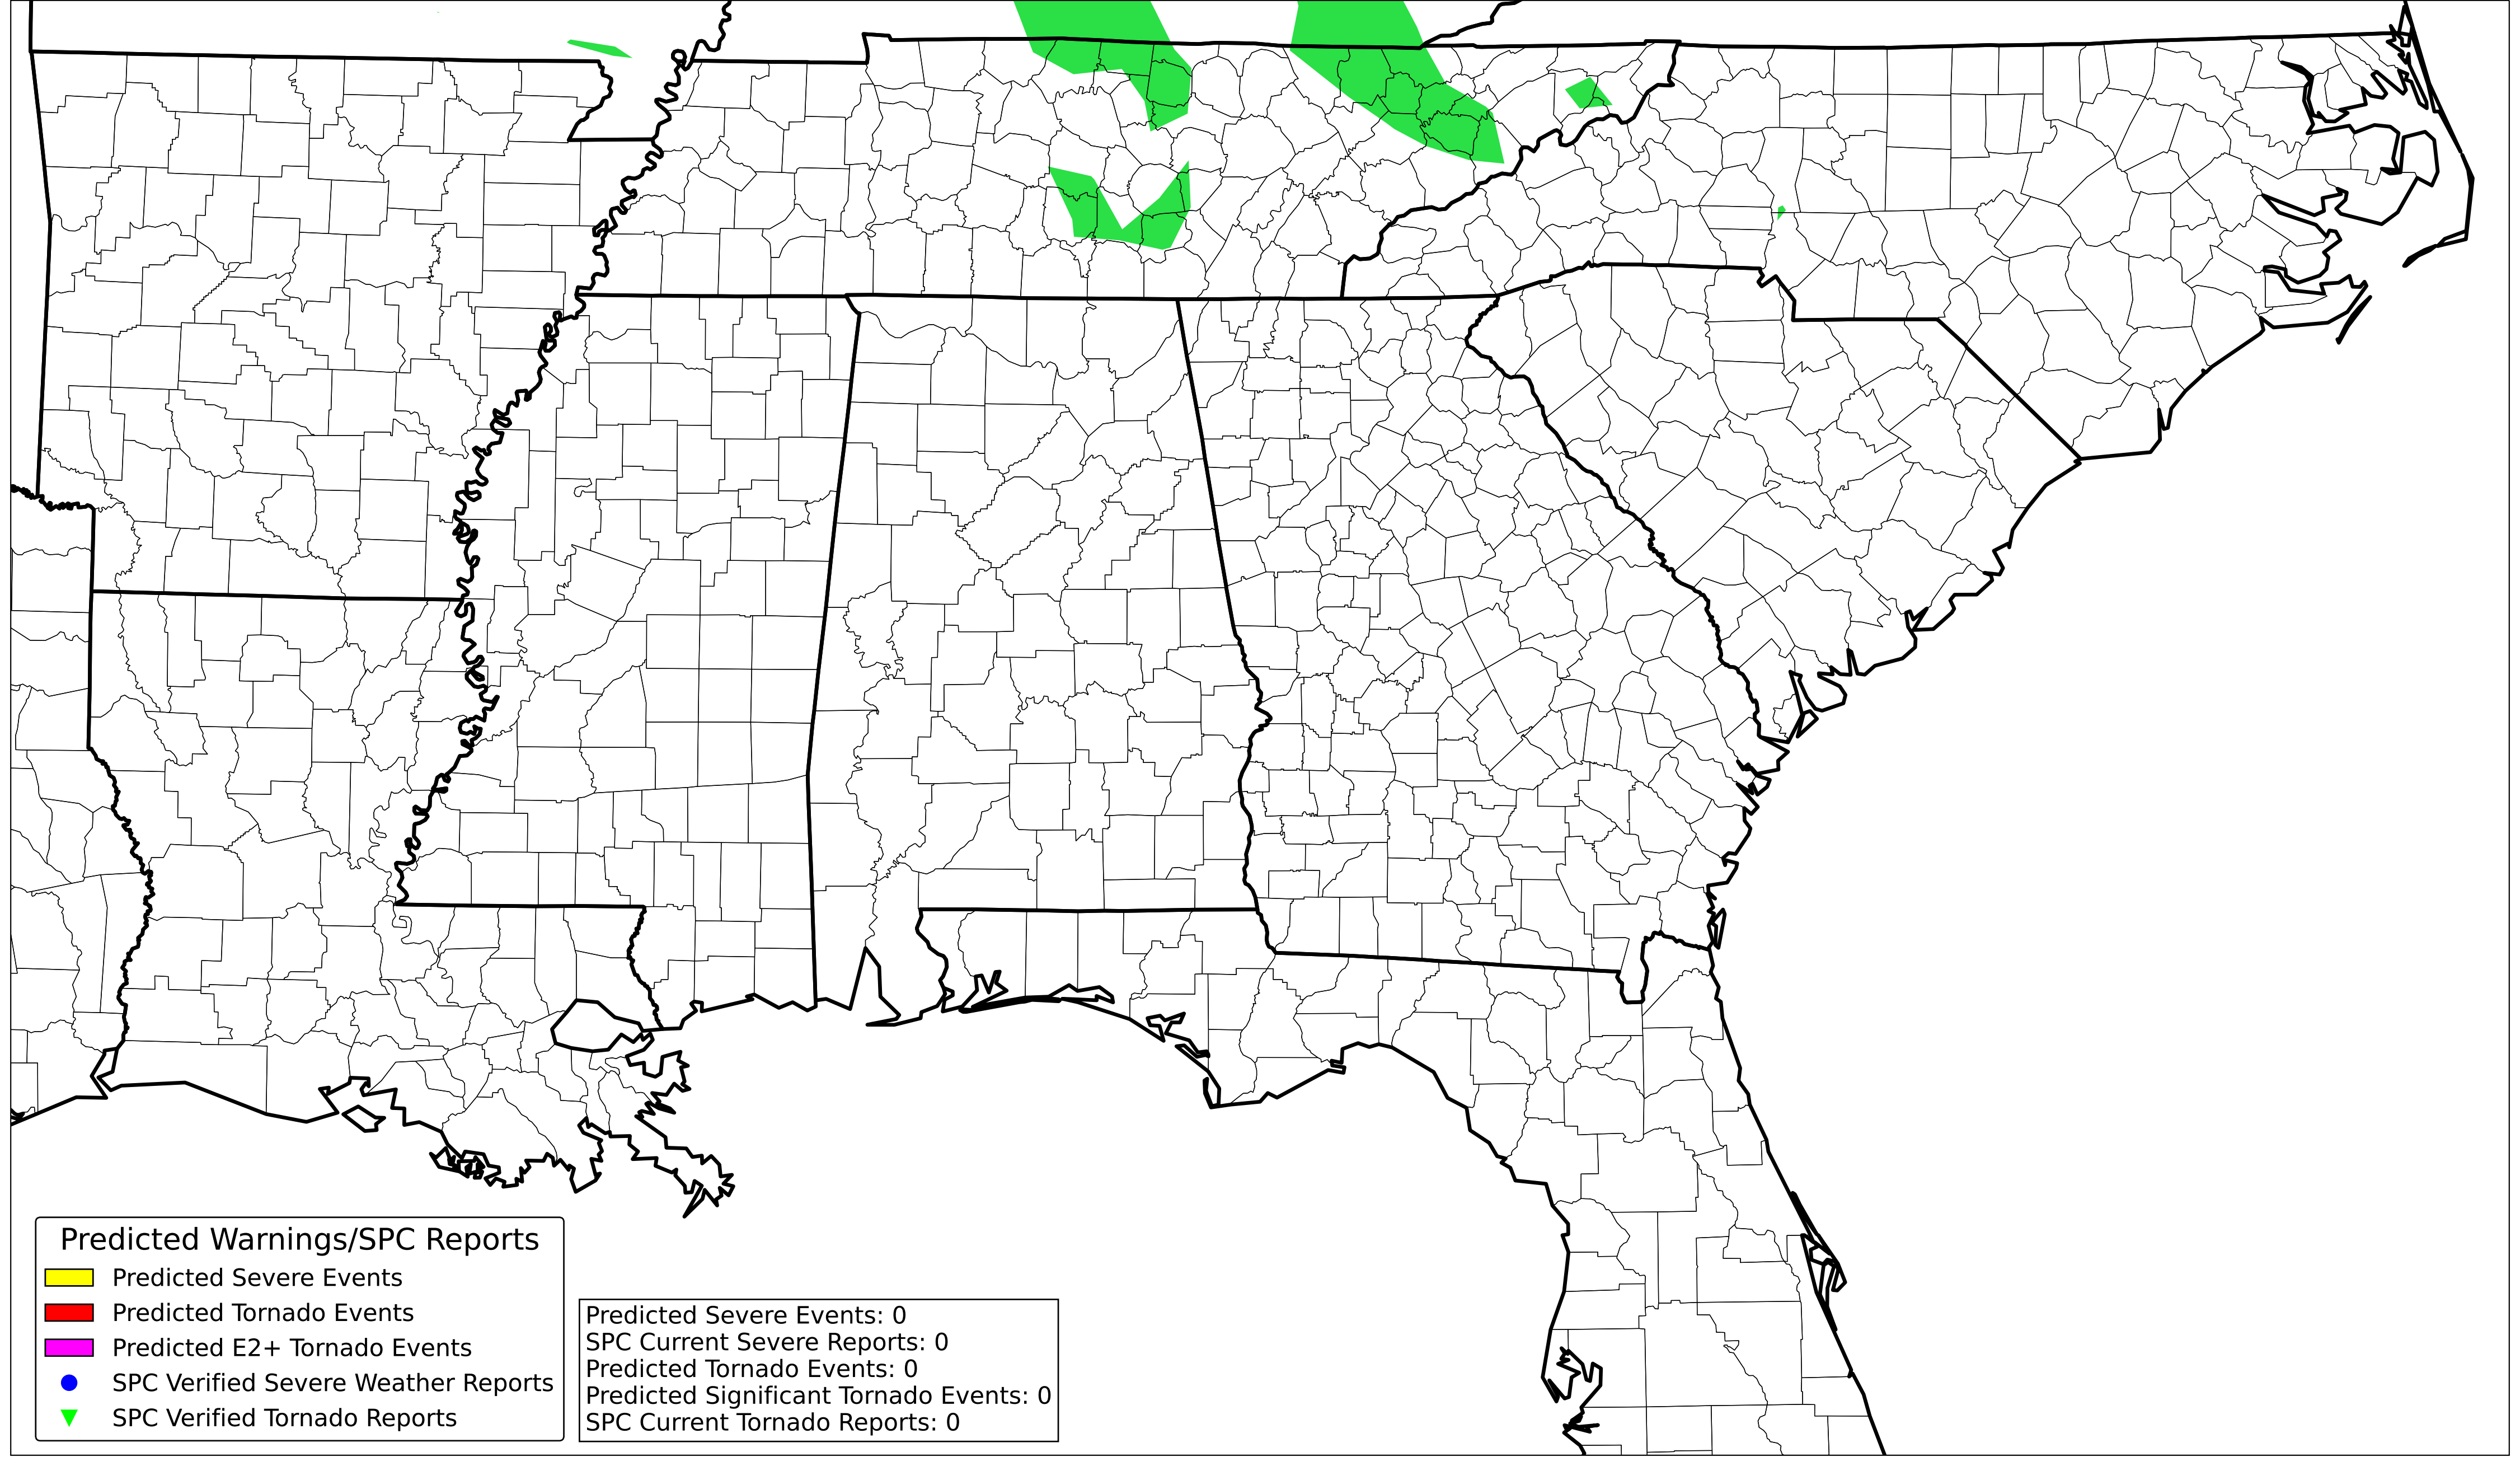 Predicted Warnings/SPC Reports
Predicted Severe Events
Predicted Tornado Events
Predicted E2+ Tornado Events
SPC Verified Severe Weather Reports
SPC Verified Tornado Reports
Predicted Severe Events: 0
SPC Current Severe Reports: 0
Predicted Tornado Events: 0
Predicted Significant Tornado Events: 0
SPC Current Tornado Reports: 0